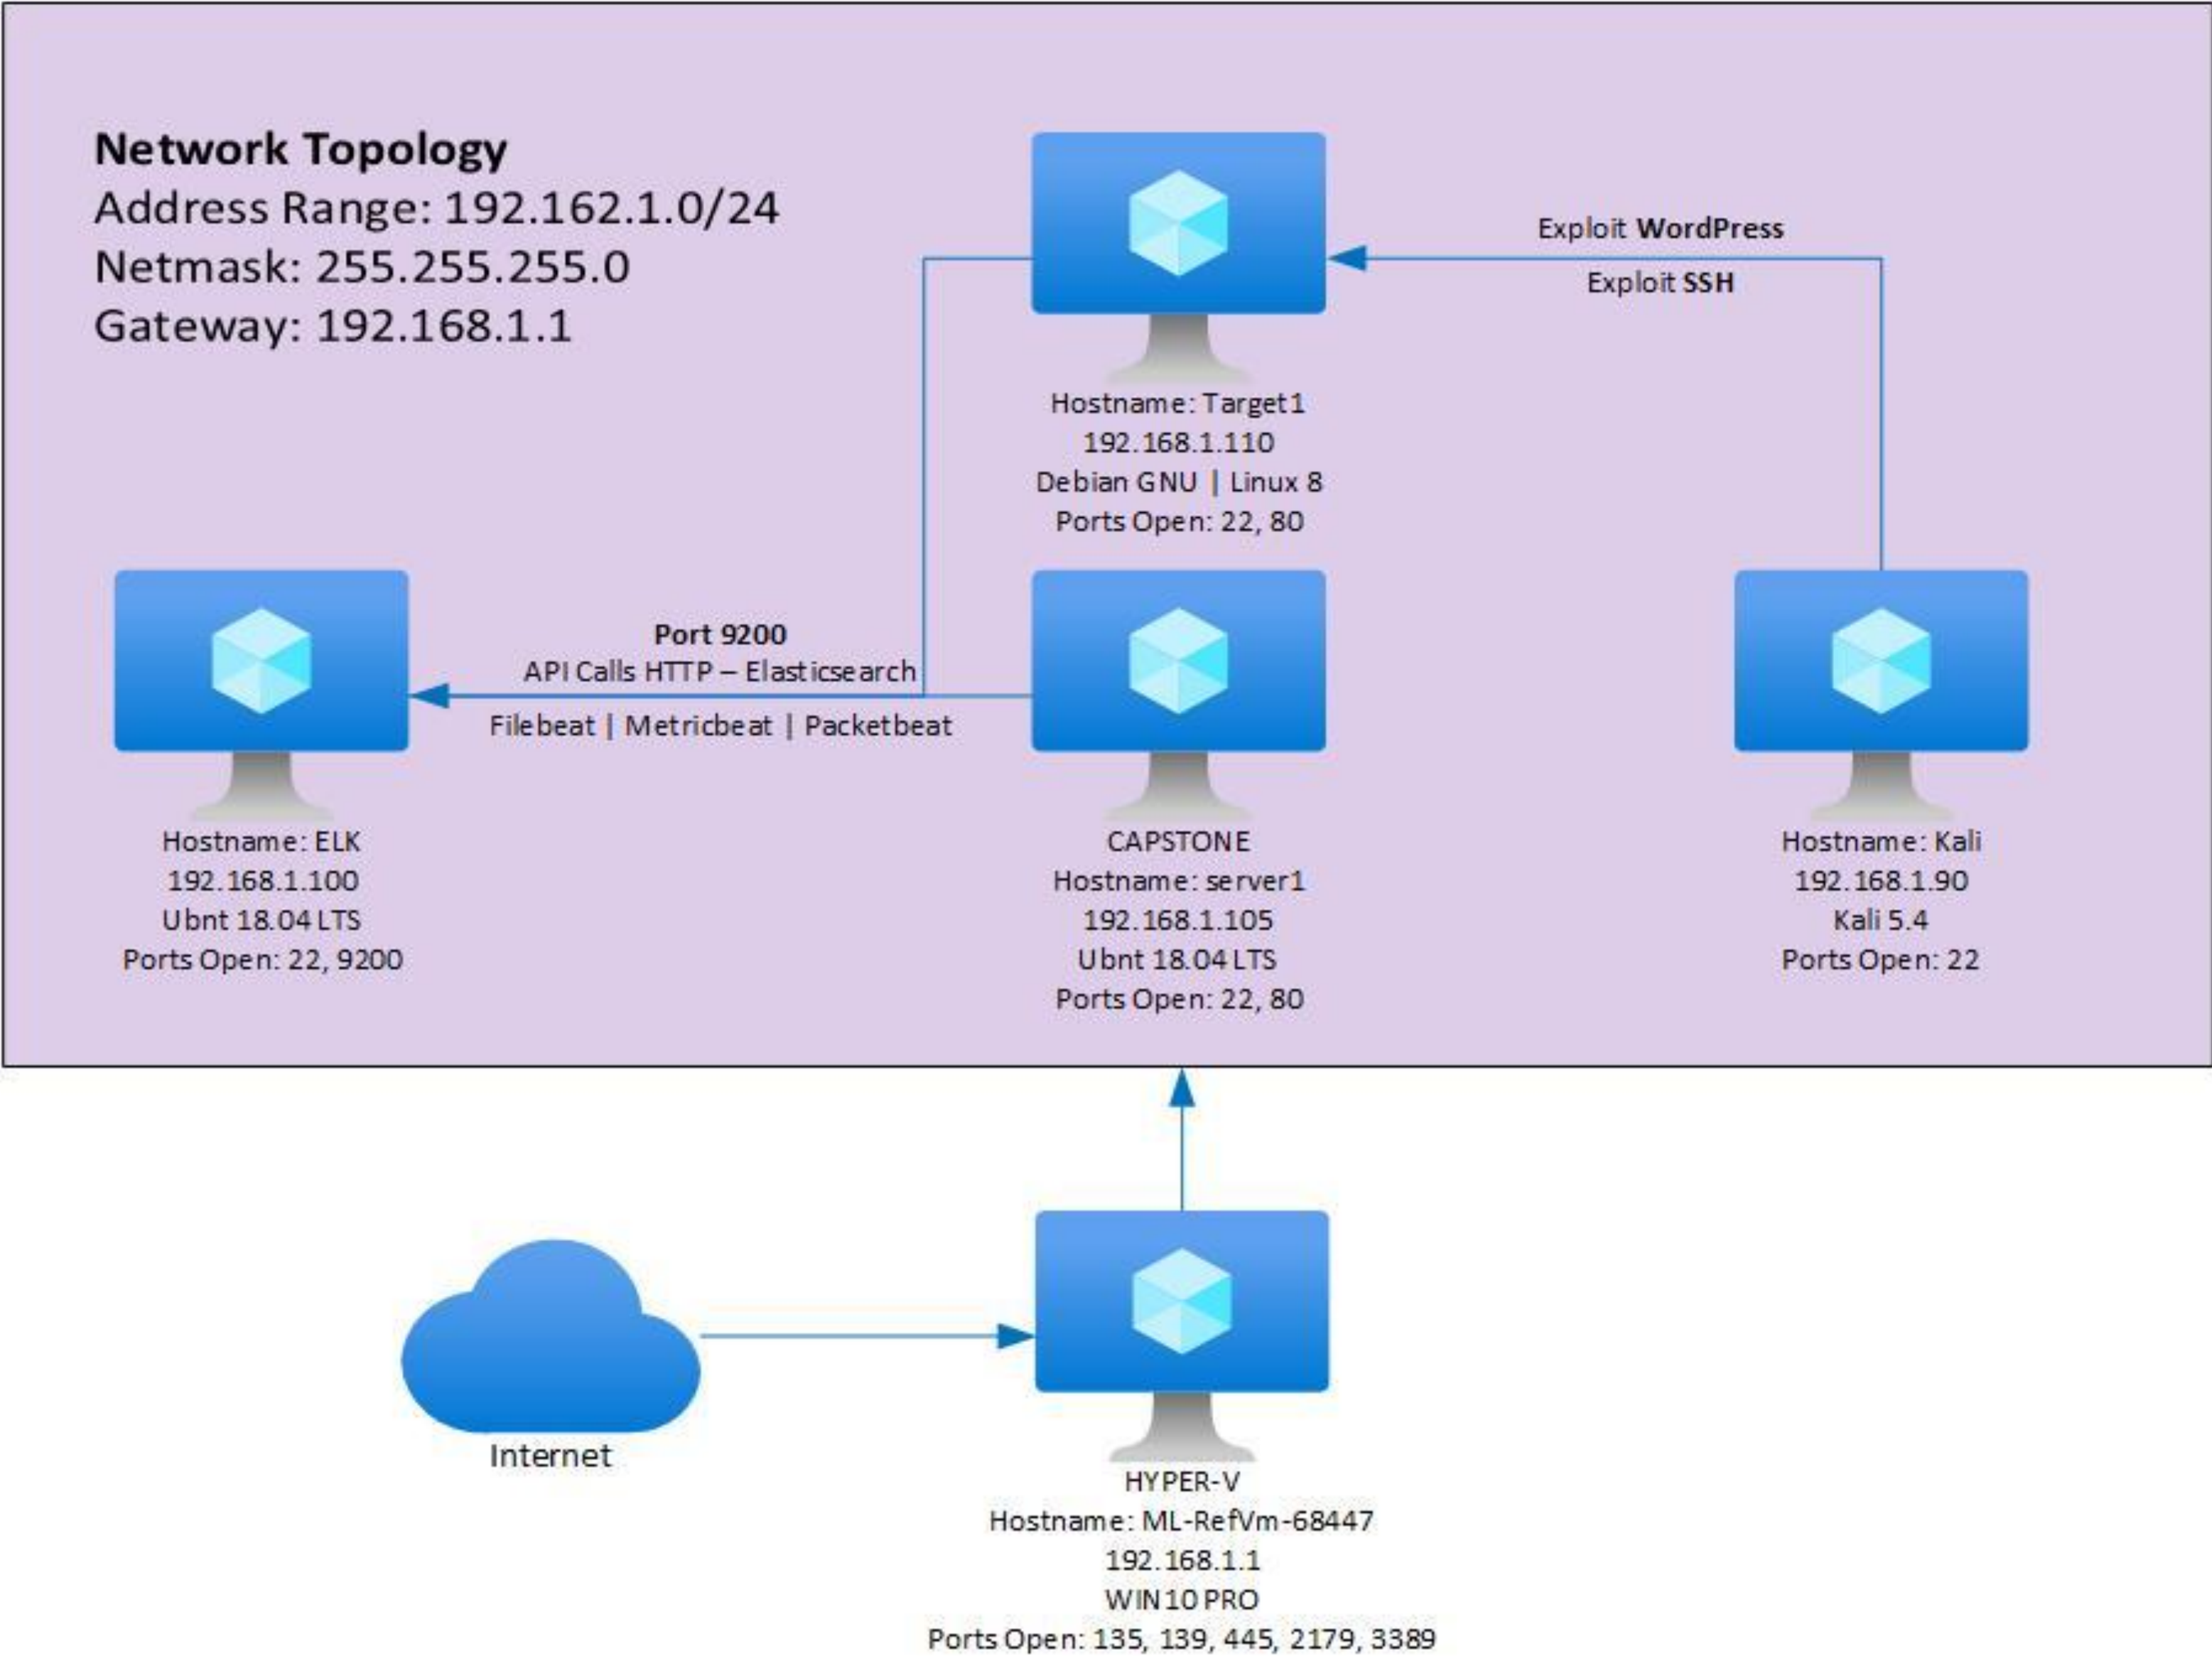 Network Topology
Address Range: 192.162.1.0/24
Netmask: 255.255.255.0
Gateway: 192.168.1.1
Exploit WordPress
Exploit SSH
Hostname: Target1
192.168.1.110
Debian GNU | Linux 8
Ports Open: 22, 80
Port 9200
API Calls HTTP – Elasticsearch
Filebeat | Metricbeat | Packetbeat
Hostname: ELK
192.168.1.100
Ubnt 18.04 LTS
Ports Open: 22, 9200
CAPSTONE
Hostname: server1
192.168.1.105
Ubnt 18.04 LTS
Ports Open: 22, 80
Hostname: Kali
192.168.1.90
Kali 5.4
Ports Open: 22
Internet
HYPER-V
Hostname: ML-RefVm-68447
192.168.1.1
WIN10 PRO
Ports Open: 135, 139, 445, 2179, 3389